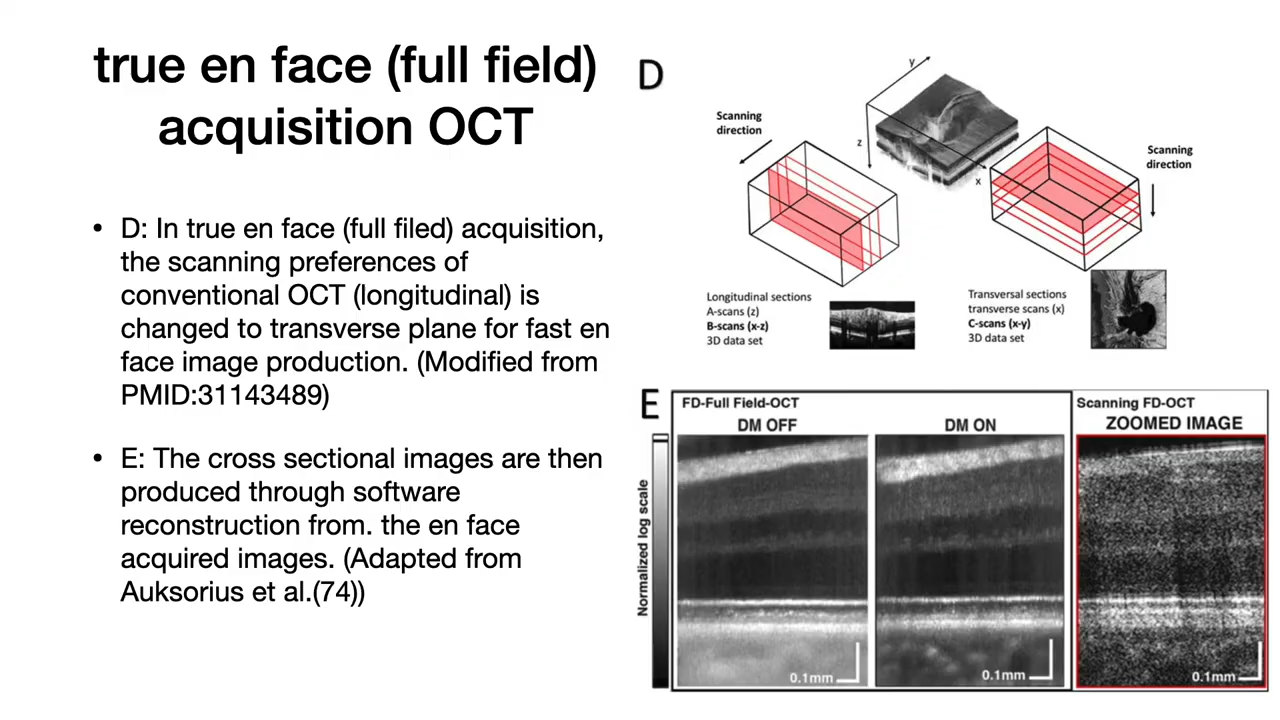 true en face (full field)
acquisition OCT
• D: In true en face (full filed) acquisition,
the scanning preferences of
conventional OCT (longitudinal) is
changed to transverse plane for fast en
face image production. (Modified from
PMID:31143489)
• E: The cross sectional images are then
produced through software
reconstruction from. the en face
acquired images. (Adapted from
Auksorius et al.(74))
D
y
z
x
Scanning
direction
Scanning
direction
Longitudinal sections
A-scans (z)
B-scans (x-z)
3D data set
Transversal sections
transverse scans (x)
C-scans (x-y)
3D data set
E
FD-Full Field-OCT
DM OFF
DM ON
Scanning FD-OCT
ZOOMED IMAGE
Normalized log scale
0.1mm
0.1mm
0.1mm